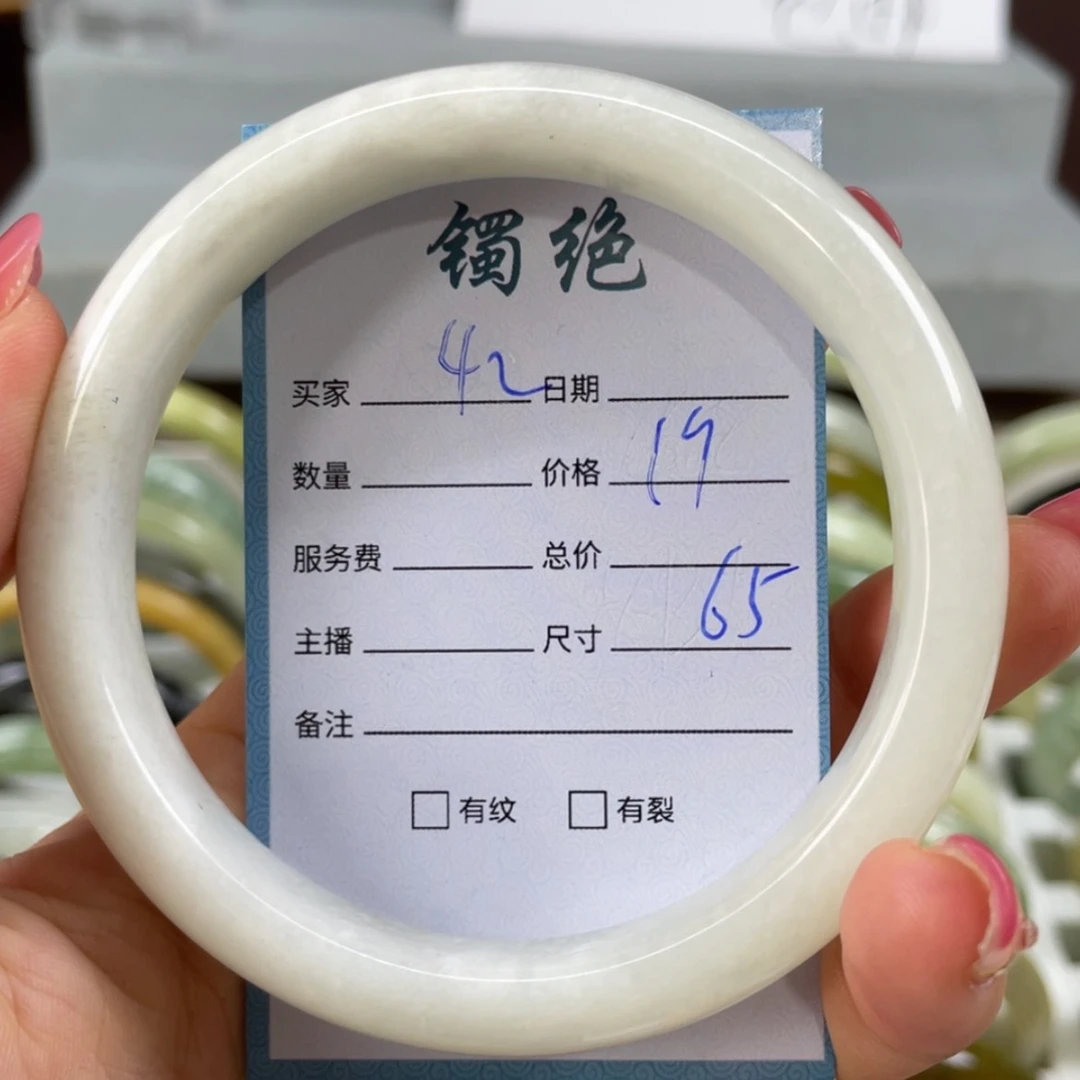 镯绝
买家 42 日期
数量 价格 19
服务费 总价
主播 尺寸 65
备注
有纹 有裂